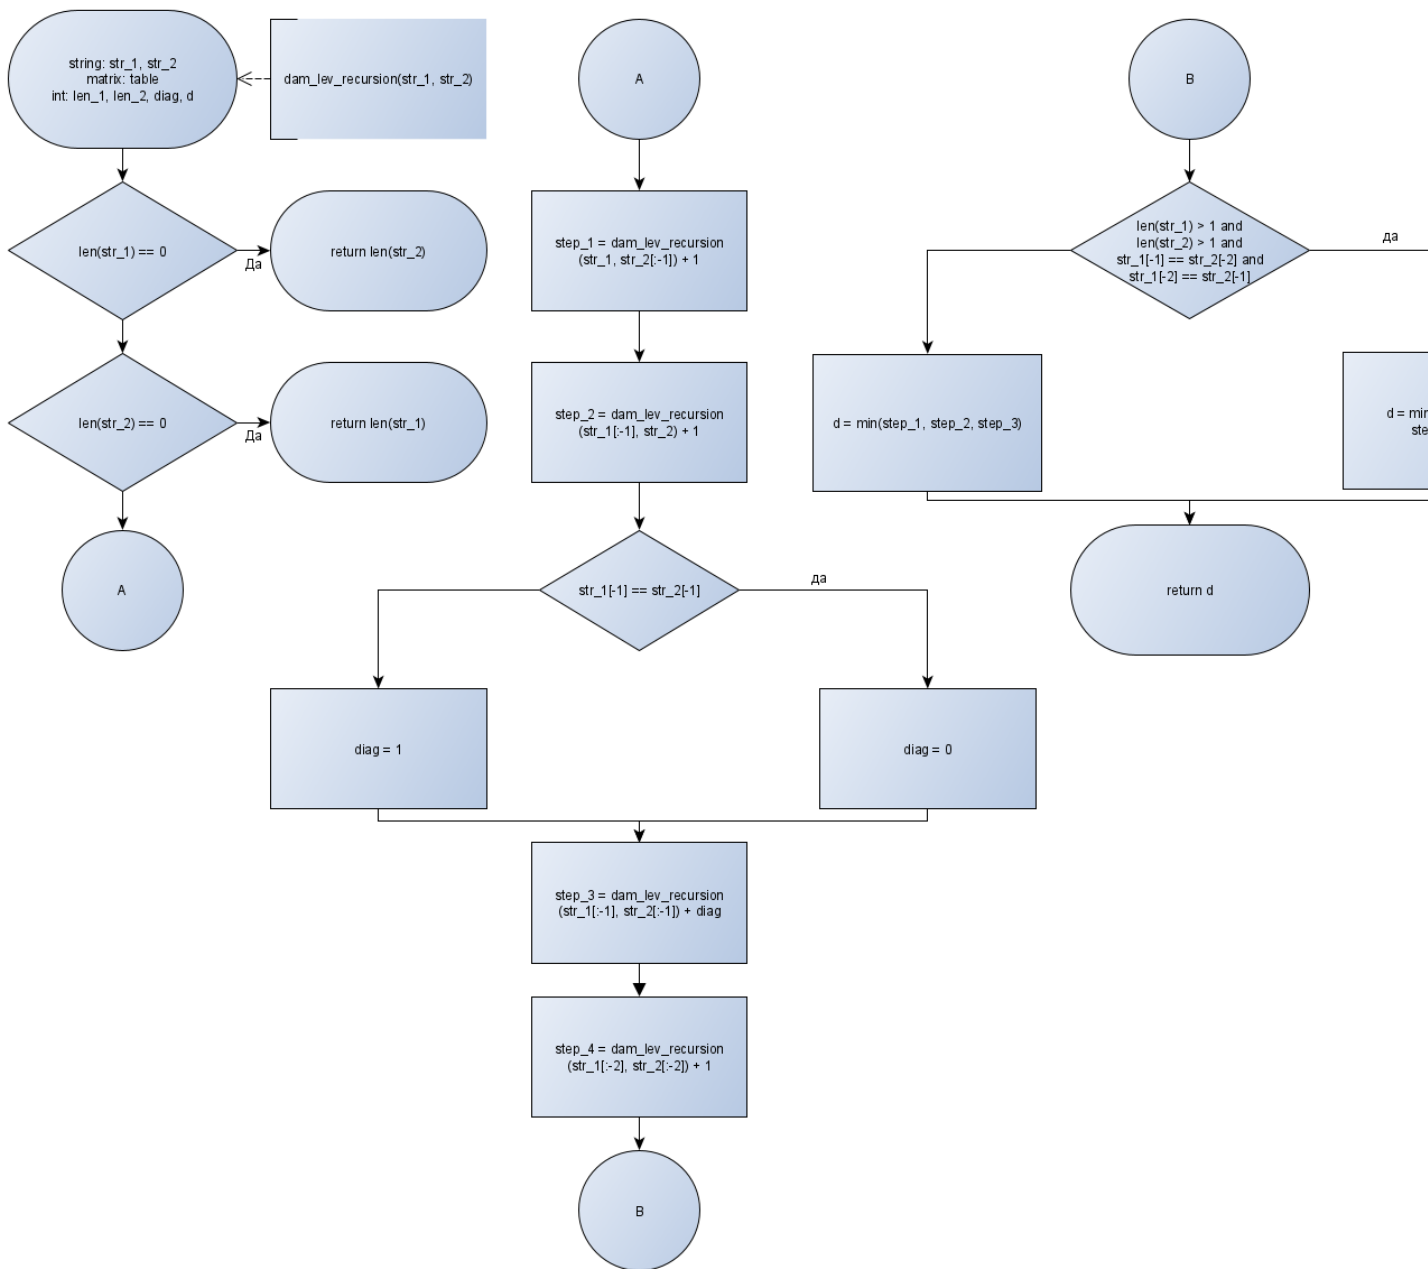 string: str_1, str_2
matrix: table
int: len_1, len_2, diag, d
dam_lev_recursion(str_1, str_2)
len(str_1) == 0
Да
return len(str_2)
len(str_2) == 0
Да
return len(str_1)
A
A
step_1 = dam_lev_recursion
(str_1, str_2[:-1]) + 1
step_2 = dam_lev_recursion
(str_1[:-1], str_2) + 1
str_1[-1] == str_2[-1]
да
diag = 1
diag = 0
step_3 = dam_lev_recursion
(str_1[:-1], str_2[:-1]) + diag
step_4 = dam_lev_recursion
(str_1[:-2], str_2[:-2]) + 1
B
B
len(str_1) > 1 and
len(str_2) > 1 and
str_1[-1] == str_2[-2] and
str_1[-2] == str_2[-1]
да
d = min(step_1, step_2, step_3)
d = min
ste
return d